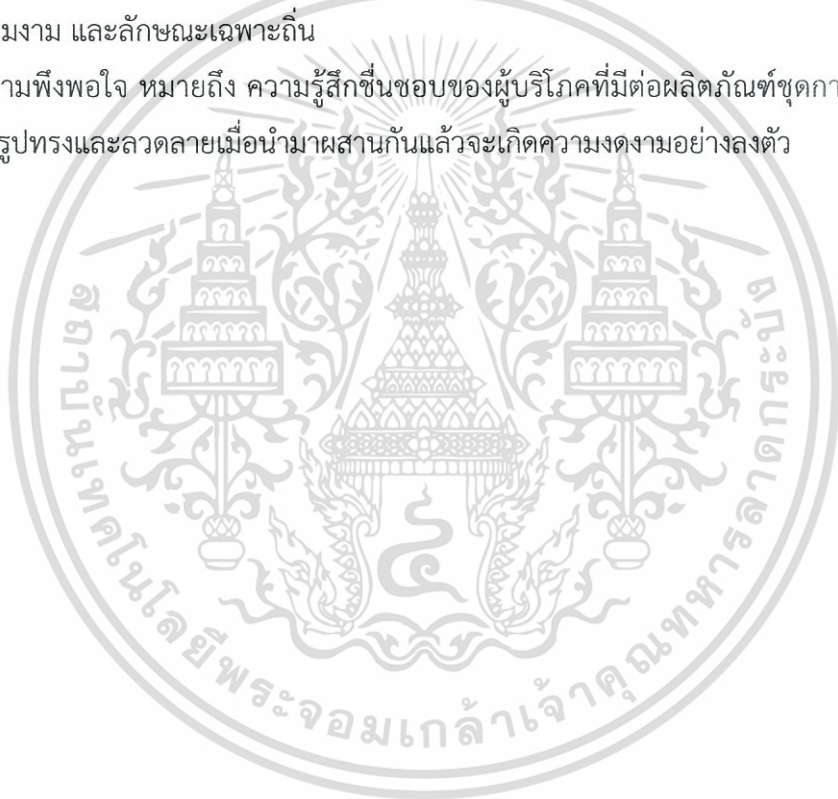 มงาม และลักษณะเฉพาะถิ่น
ามพึงพอใจ หมายถึง ความรู้สึกชื่นชอบของผู้บริโภคที่มีต่อผลิตภัณฑ์ชุดกา
รูปทรงและลวดลายเมื่อนำมาผสานกันแล้วจะเกิดความงดงามอย่างลงตัว
สถาบันเทคโนโลยีพระจอมเกล้าเจ้าคุณทหารลาดกระบัง